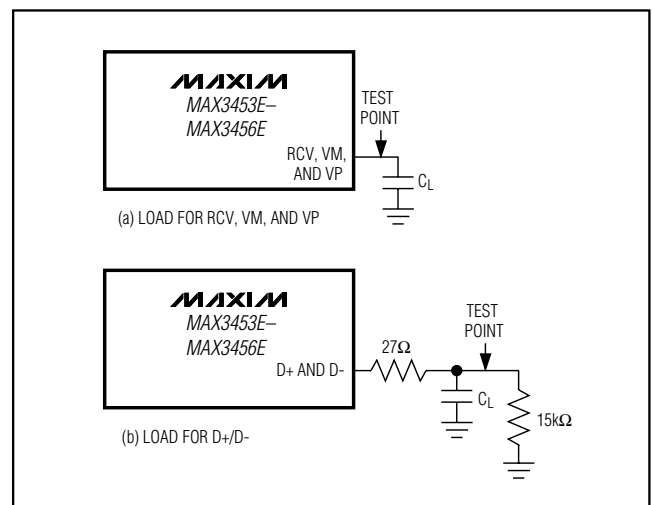 MAXIM
MAX3453E–
MAX3456E
RCV, VM,
AND VP
TEST
POINT
CL
(a) LOAD FOR RCV, VM, AND VP
MAXIM
MAX3453E–
MAX3456E
D+ AND D-
27Ω
TEST
POINT
CL
15kΩ
(b) LOAD FOR D+/D-